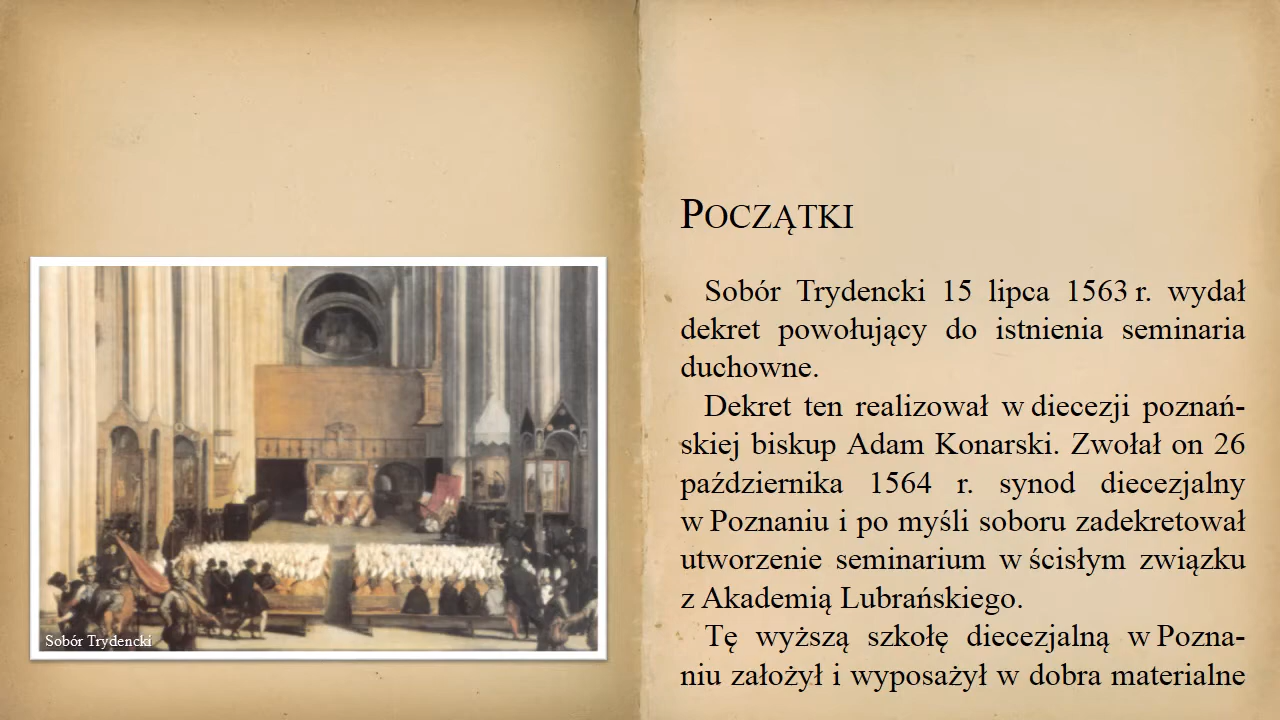 Sobór Trydencki
POCZĄTKI
Sobór Trydencki 15 lipca 1563 r. wydał
dekret powołujący do istnienia seminaria
duchowne.
Dekret ten realizował w diecezji poznań-
skiej biskup Adam Konarski. Zwołał on 26
października 1564 r. synod diecezjalny
w Poznaniu i po myśli soboru zadekretował
utworzenie seminarium w ścisłym związku
z Akademią Lubrańskiego.
Tę wyższą szkołę diecezjalną w Pozna-
niu założył i wyposażył w dobra materialne